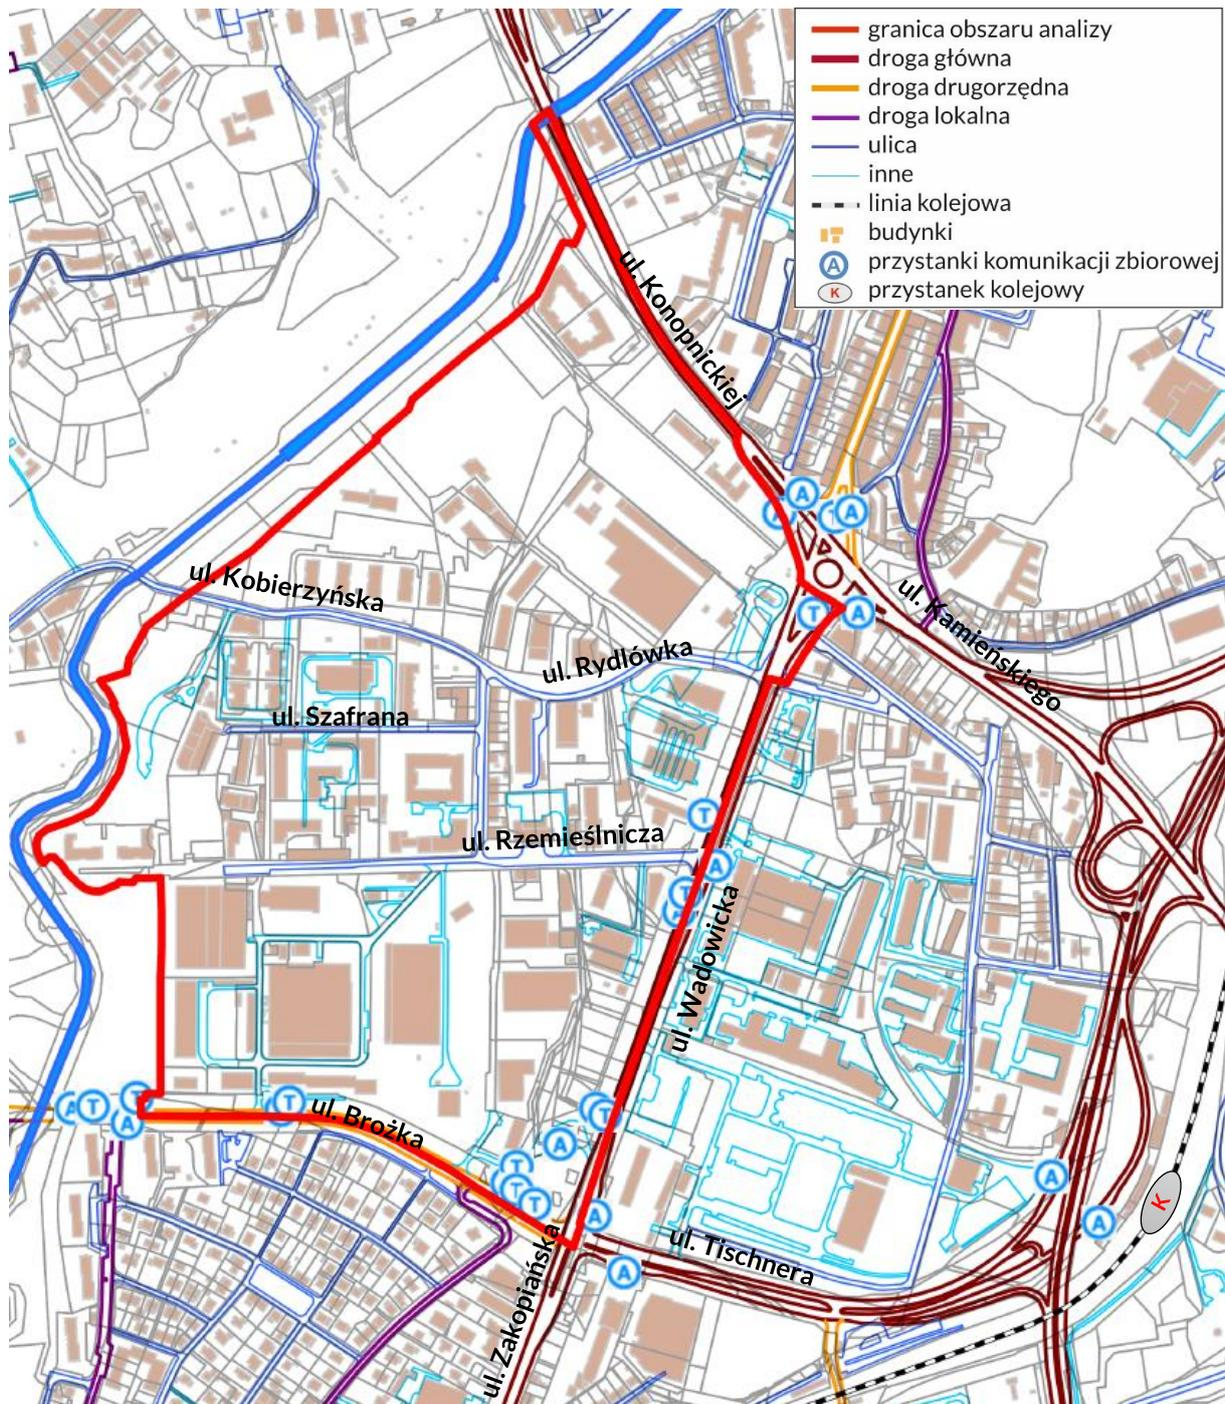 granica obszaru analizy
droga główna
droga drugorzędna
droga lokalna
ulica
inne
linia kolejowa
budynki
A przystanki komunikacji zbiorowej
K przystanek kolejowy
ul. Konopnickiej
A
A
A
T
A
ul. Kobierzyńska
ul. Kamieńskiego
ul. Rydlówka
ul. Szafrana
T
ul. Rzemieślnicza
A
T
A
ul. Wadowicka
A
T
T
A
T
ul. Brożka
T
A
T
T
T
A
A
A
K
ul. Tischnera
A
ul. Zakopiańska